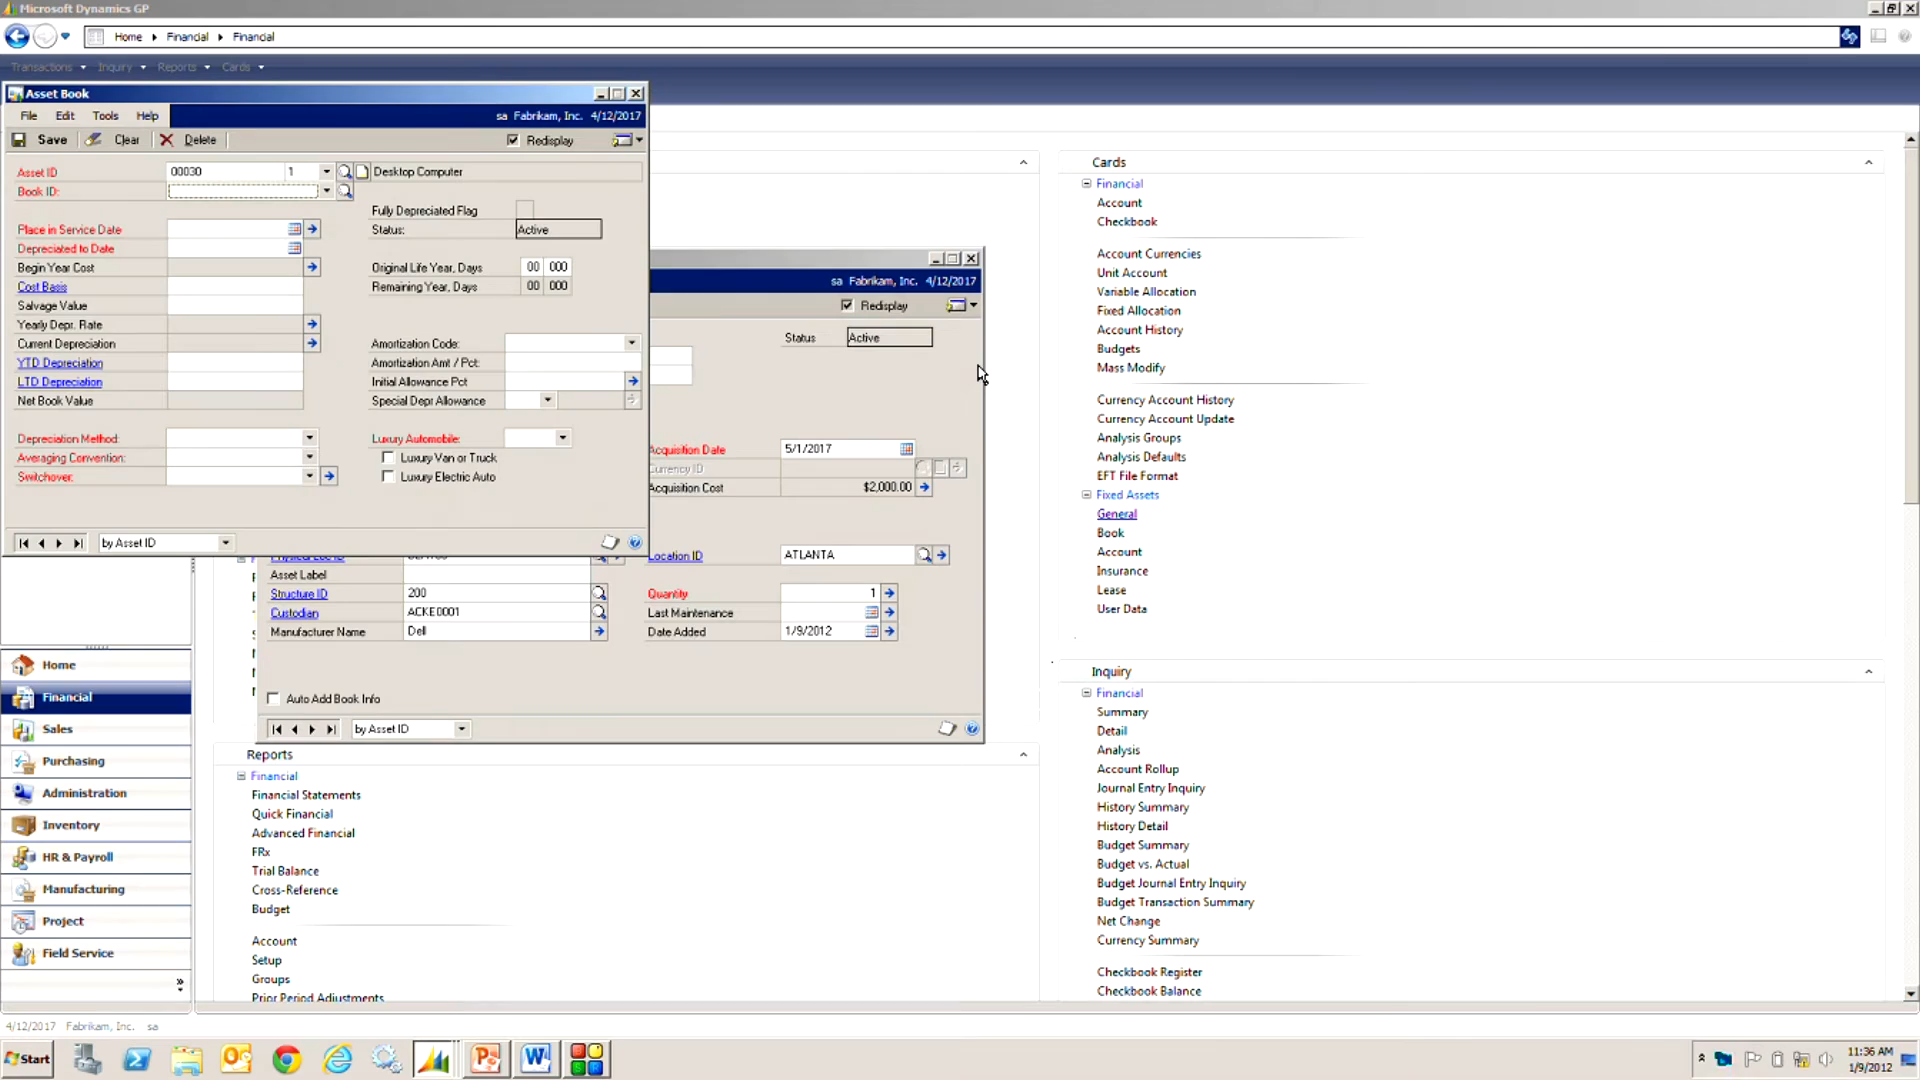 Microsoft Dynamics GP
Home Financial Financial
Transactions Inquiry Reports Cards
Asset Book
File Edit Tools Help
sa Fabrikam, Inc. 4/12/2017
Save Clear Delete Redisplay
Asset ID 00030 1 Desktop Computer
Book ID:
Fully Depreciated Flag
Place in Service Date Status: Active
Depreciated to Date
Begin Year Cost Original Life Year, Days 00 000
Cost Basis Remaining Year, Days 00 000
Salvage Value
Yearly Depr. Rate
Current Depreciation Amortization Code:
YTD Depreciation Amortization Amt / Pct:
LTD Depreciation Initial Allowance Pct
Net Book Value Special Depr Allowance
Depreciation Method: Luxury Automobile:
Averaging Convention: Luxury Van or Truck
Switchover: Luxury Electric Auto
by Asset ID
sa Fabrikam, Inc. 4/12/2017
Redisplay
Status Active
Acquisition Date 5/1/2017
Currency ID
Acquisition Cost $2,000.00
Location ID ATLANTA
Asset Label
Structure ID 200 Quantity 1
Custodian ACKE0001 Last Maintenance
Manufacturer Name Dell Date Added 1/9/2012
Auto Add Book Info
by Asset ID
Home
Financial
Sales
Purchasing
Administration
Inventory
HR & Payroll
Manufacturing
Project
Field Service
Reports
Financial
Financial Statements
Quick Financial
Advanced Financial
FRx
Trial Balance
Cross-Reference
Budget
Account
Setup
Groups
Prior Period Adjustments
Cards
Financial
Account
Checkbook
Account Currencies
Unit Account
Variable Allocation
Fixed Allocation
Account History
Budgets
Mass Modify
Currency Account History
Currency Account Update
Analysis Groups
Analysis Defaults
EFT File Format
Fixed Assets
General
Book
Account
Insurance
Lease
User Data
Inquiry
Financial
Summary
Detail
Analysis
Account Rollup
Journal Entry Inquiry
History Summary
History Detail
Budget Summary
Budget vs. Actual
Budget Journal Entry Inquiry
Budget Transaction Summary
Net Change
Currency Summary
Checkbook Register
Checkbook Balance
4/12/2017 Fabrikam, Inc. sa
Start
11:36 AM
1/9/2012